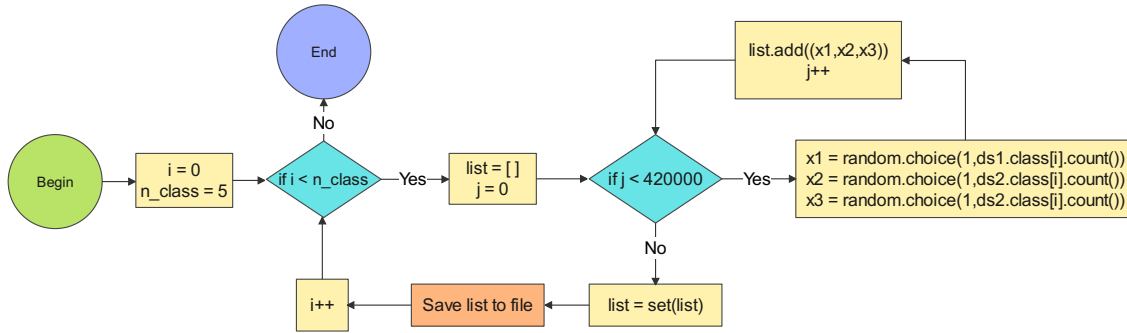 Begin
i = 0
n_class = 5
if i < n_class
No
End
Yes
list = [ ]
j = 0
if j < 420000
Yes
x1 = random.choice(1,ds1.class[i].count())
x2 = random.choice(1,ds2.class[i].count())
x3 = random.choice(1,ds2.class[i].count())
list.add((x1,x2,x3))
j++
No
list = set(list)
Save list to file
i++